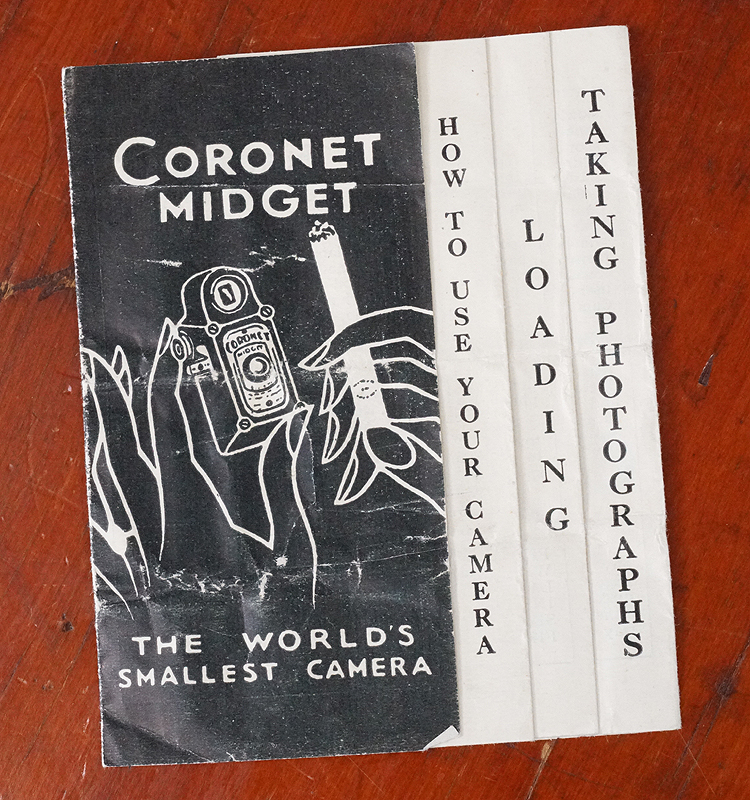 CORONET
MIDGET
CORONET
MIDGET
THE WORLD'S
SMALLEST CAMERA
HOW TO USE YOUR CAMERA
LOADING
TAKING PHOTOGRAPHS